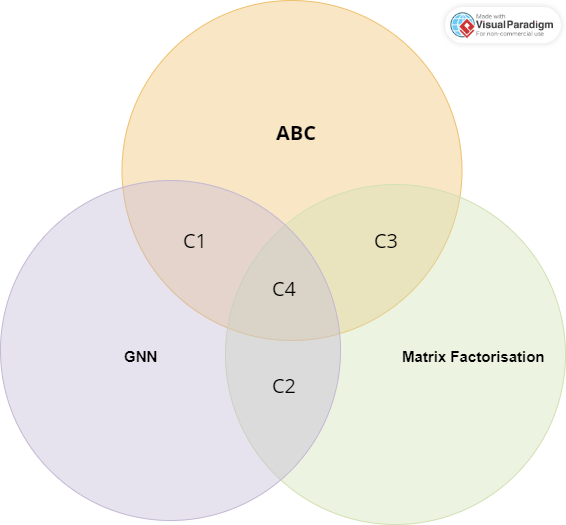 Made with
Visual Paradigm
For non-commercial use
ABC
C1
C3
C4
GNN
Matrix Factorisation
C2